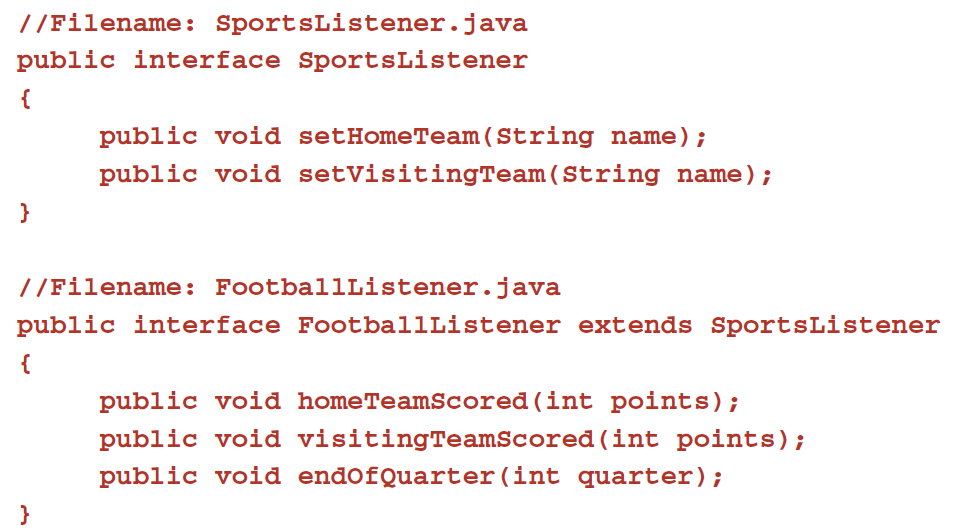 //Filename: SportsListener.java
public interface SportsListener
{
     public void setHomeTeam(String name);
     public void setVisitingTeam(String name);
}

//Filename: FootballListener.java
public interface FootballListener extends SportsListener
{
     public void homeTeamScored(int points);
     public void visitingTeamScored(int points);
     public void endOfQuarter(int quarter);
}